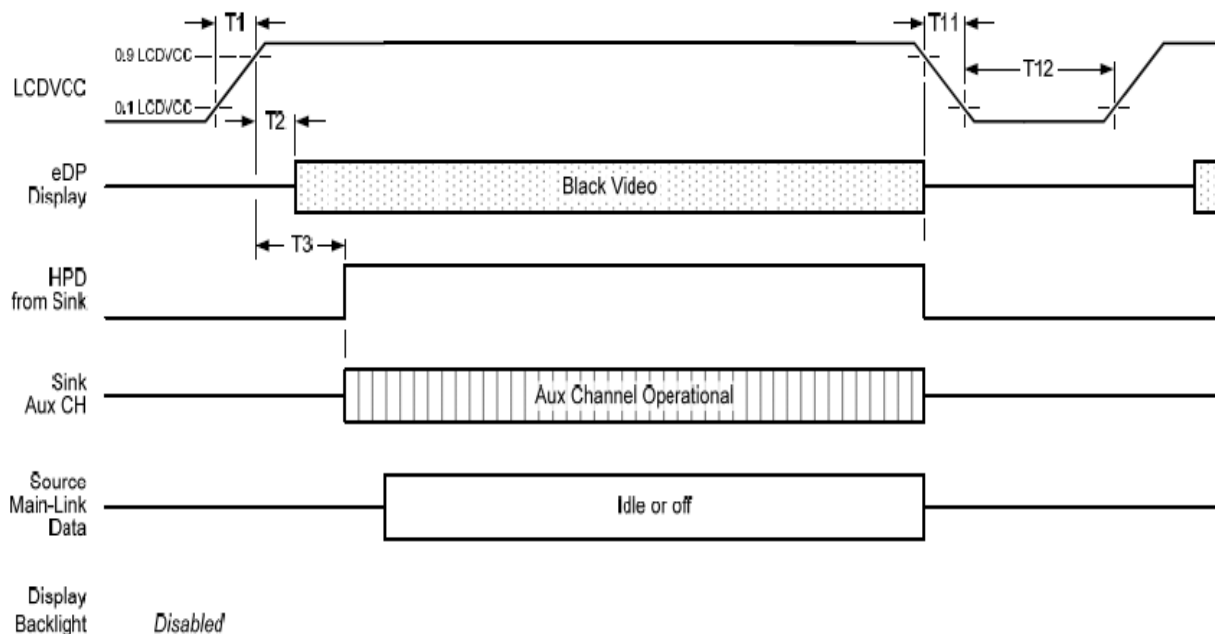 T1
T11
0.9 LCDVCC
LCDVCC
T12
0.1 LCDVCC
T2
eDP
Display
Black Video
T3
HPD
from Sink
Sink
Aux CH
Aux Channel Operational
Source
Main-Link
Data
Idle or off
Display
Backlight
Disabled